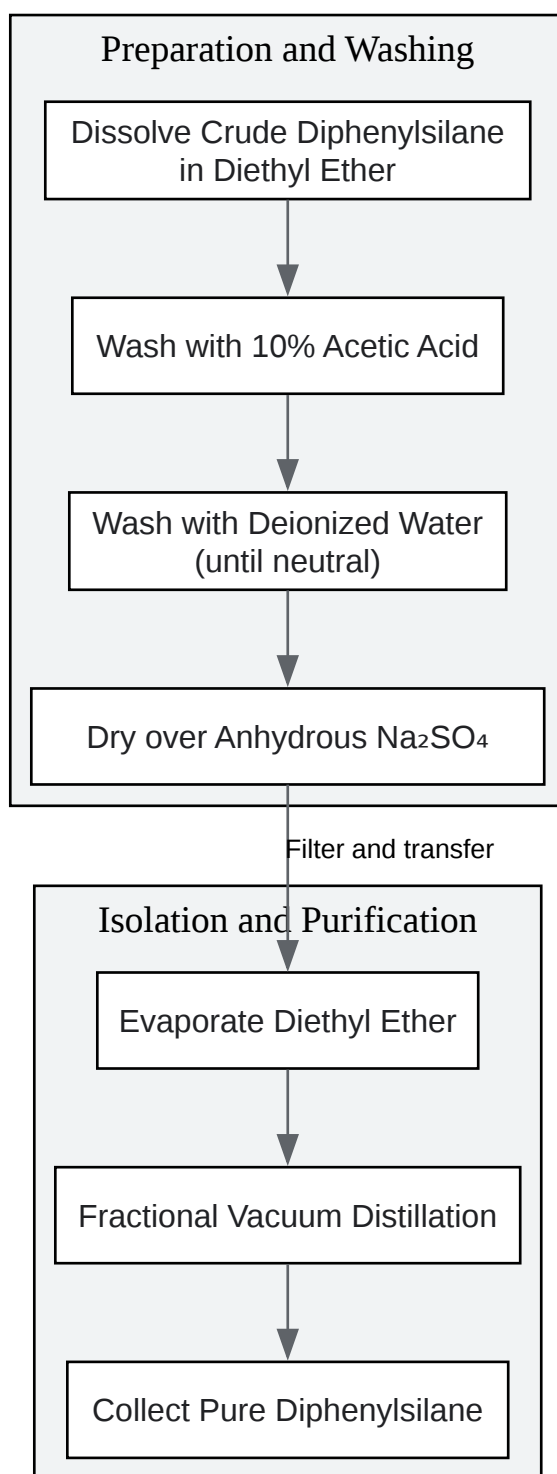 Preparation and Washing
Dissolve Crude Diphenylsilane
in Diethyl Ether
Wash with 10% Acetic Acid
Wash with Deionized Water
(until neutral)
Dry over Anhydrous Na₂SO₄
Filter and transfer
Isolation and Purification
Evaporate Diethyl Ether
Fractional Vacuum Distillation
Collect Pure Diphenylsilane